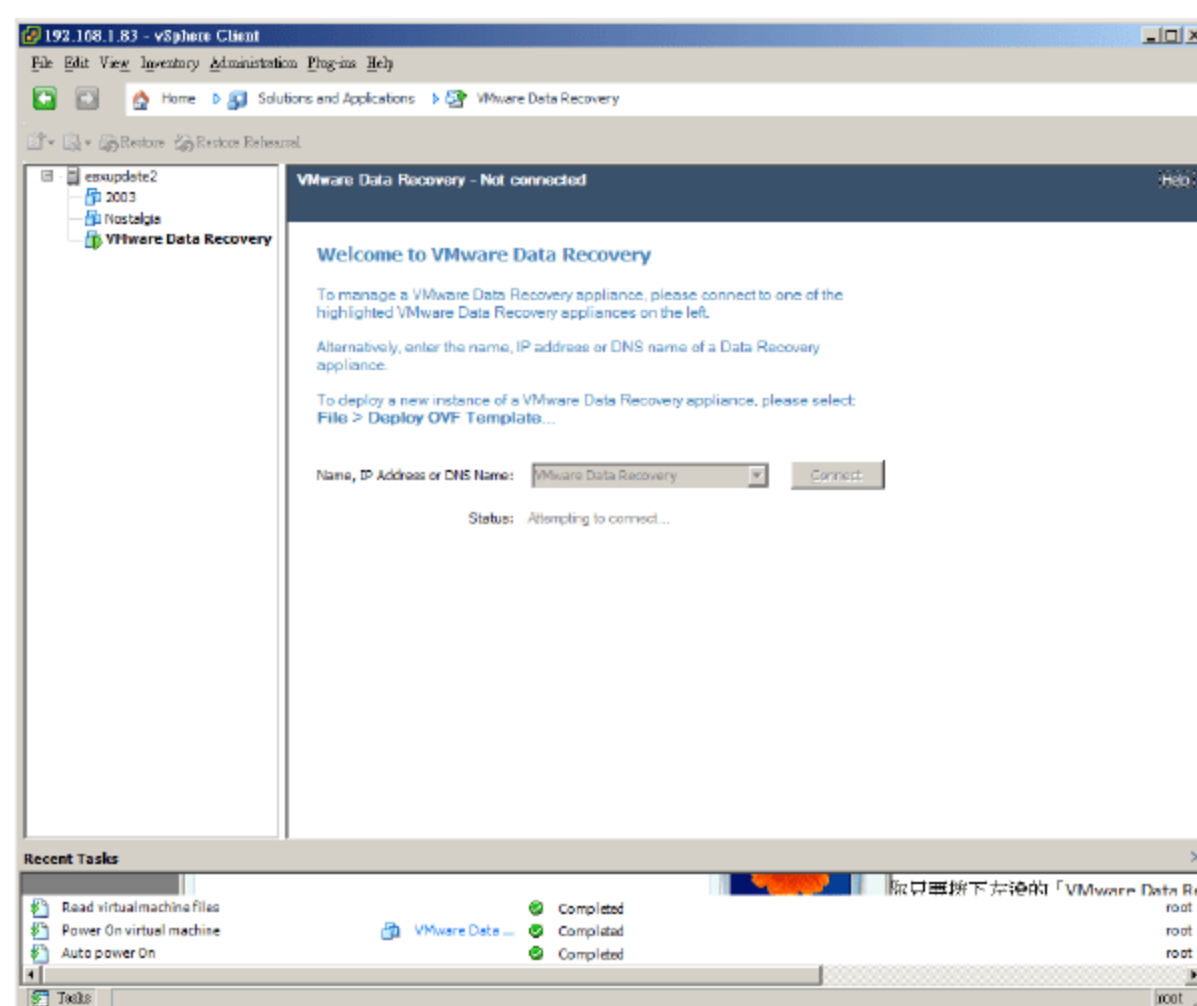 192.168.1.83 - vSphere Client
File Edit View Inventory Administration Plug-ins Help
Home Solutions and Applications VMware Data Recovery
Restore Restore Rehearsal
esxupdate2
2003
Nostalgia
VMware Data Recovery
VMware Data Recovery - Not connected Help
Welcome to VMware Data Recovery
To manage a VMware Data Recovery appliance, please connect to one of the
highlighted VMware Data Recovery appliances on the left.
Alternatively, enter the name, IP address or DNS name of a Data Recovery
appliance.
To deploy a new instance of a VMware Data Recovery appliance, please select:
File > Deploy OVF Template...
Name, IP Address or DNS Name: VMware Data Recovery Connect
Status: Attempting to connect...
Recent Tasks
「VMware Data Re
Read virtualmachine files Completed root
Power On virtual machine VMware Data ... Completed root
Auto power On Completed root
Tasks root